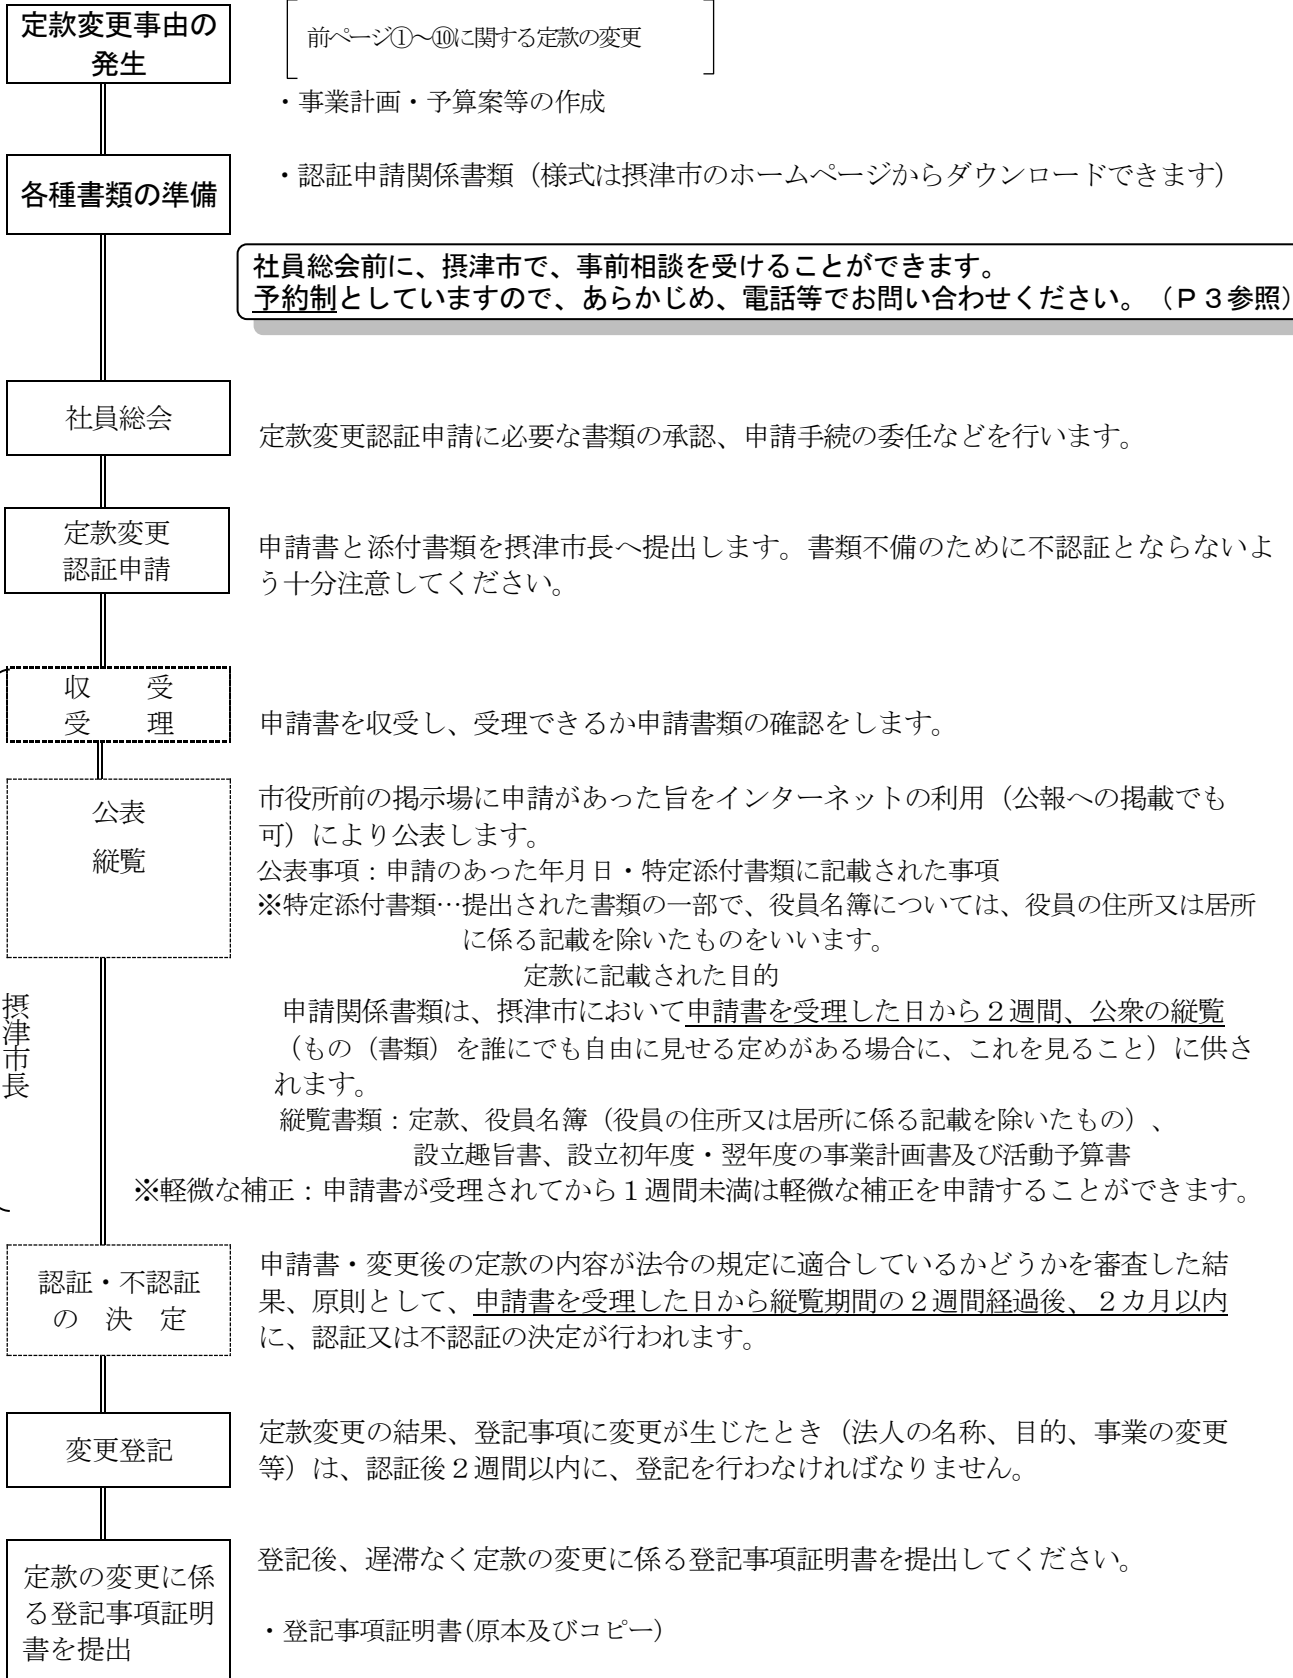 定款変更事由の
発生
前ページ①～⑩に関する定款の変更
・事業計画・予算案等の作成
各種書類の準備
・認証申請関係書類（様式は摂津市のホームページからダウンロードできます）
社員総会前に、摂津市で、事前相談を受けることができます。
予約制としていますので、あらかじめ、電話等でお問い合わせください。（Ｐ３参照）
社員総会
定款変更認証申請に必要な書類の承認、申請手続の委任などを行います。
定款変更
認証申請
申請書と添付書類を摂津市長へ提出します。書類不備のために不認証とならないよ
う十分注意してください。
収　　受
受　　理
申請書を収受し、受理できるか申請書類の確認をします。
公表
縦覧
市役所前の掲示場に申請があった旨をインターネットの利用（公報への掲載でも
可）により公表します。
公表事項：申請のあった年月日・特定添付書類に記載された事項
※特定添付書類…提出された書類の一部で、役員名簿については、役員の住所又は居所
に係る記載を除いたものをいいます。
定款に記載された目的
申請関係書類は、摂津市において申請書を受理した日から２週間、公衆の縦覧
（もの（書類）を誰にでも自由に見せる定めがある場合に、これを見ること）に供さ
れます。
縦覧書類：定款、役員名簿（役員の住所又は居所に係る記載を除いたもの）、
設立趣旨書、設立初年度・翌年度の事業計画書及び活動予算書
※軽微な補正：申請書が受理されてから１週間未満は軽微な補正を申請することができます。
摂津市長
認証・不認証
の　決　定
申請書・変更後の定款の内容が法令の規定に適合しているかどうかを審査した結
果、原則として、申請書を受理した日から縦覧期間の２週間経過後、２カ月以内
に、認証又は不認証の決定が行われます。
変更登記
定款変更の結果、登記事項に変更が生じたとき（法人の名称、目的、事業の変更
等）は、認証後２週間以内に、登記を行わなければなりません。
定款の変更に係
る登記事項証明
書を提出
登記後、遅滞なく定款の変更に係る登記事項証明書を提出してください。
・登記事項証明書(原本及びコピー)